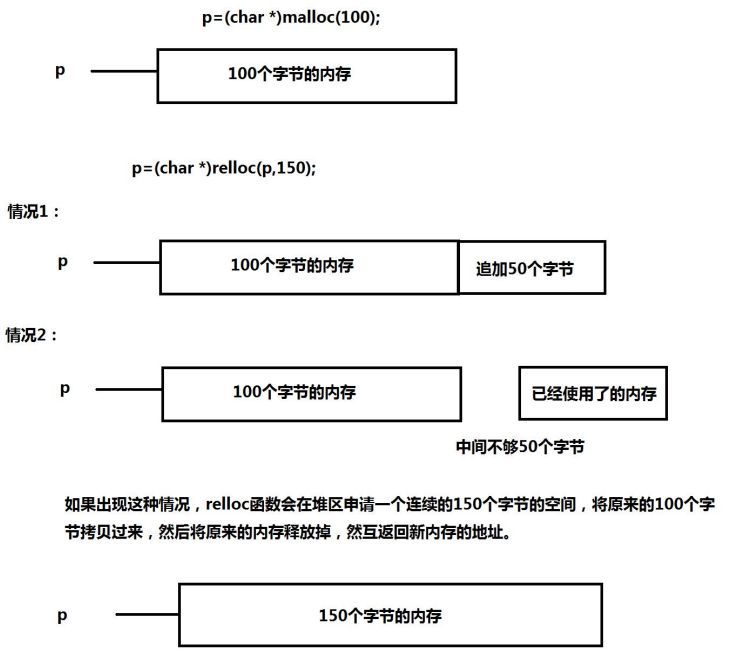 p=(char *)malloc(100);
p
100个字节的内存
p=(char *)relloc(p,150);
情况1：
p
100个字节的内存
追加50个字节
情况2：
p
100个字节的内存
已经使用了的内存
中间不够50个字节
如果出现这种情况，relloc函数会在堆区申请一个连续的150个字节的空间，将原来的100个字
节拷贝过来，然后将原来的内存释放掉，然互返回新内存的地址。
p
150个字节的内存